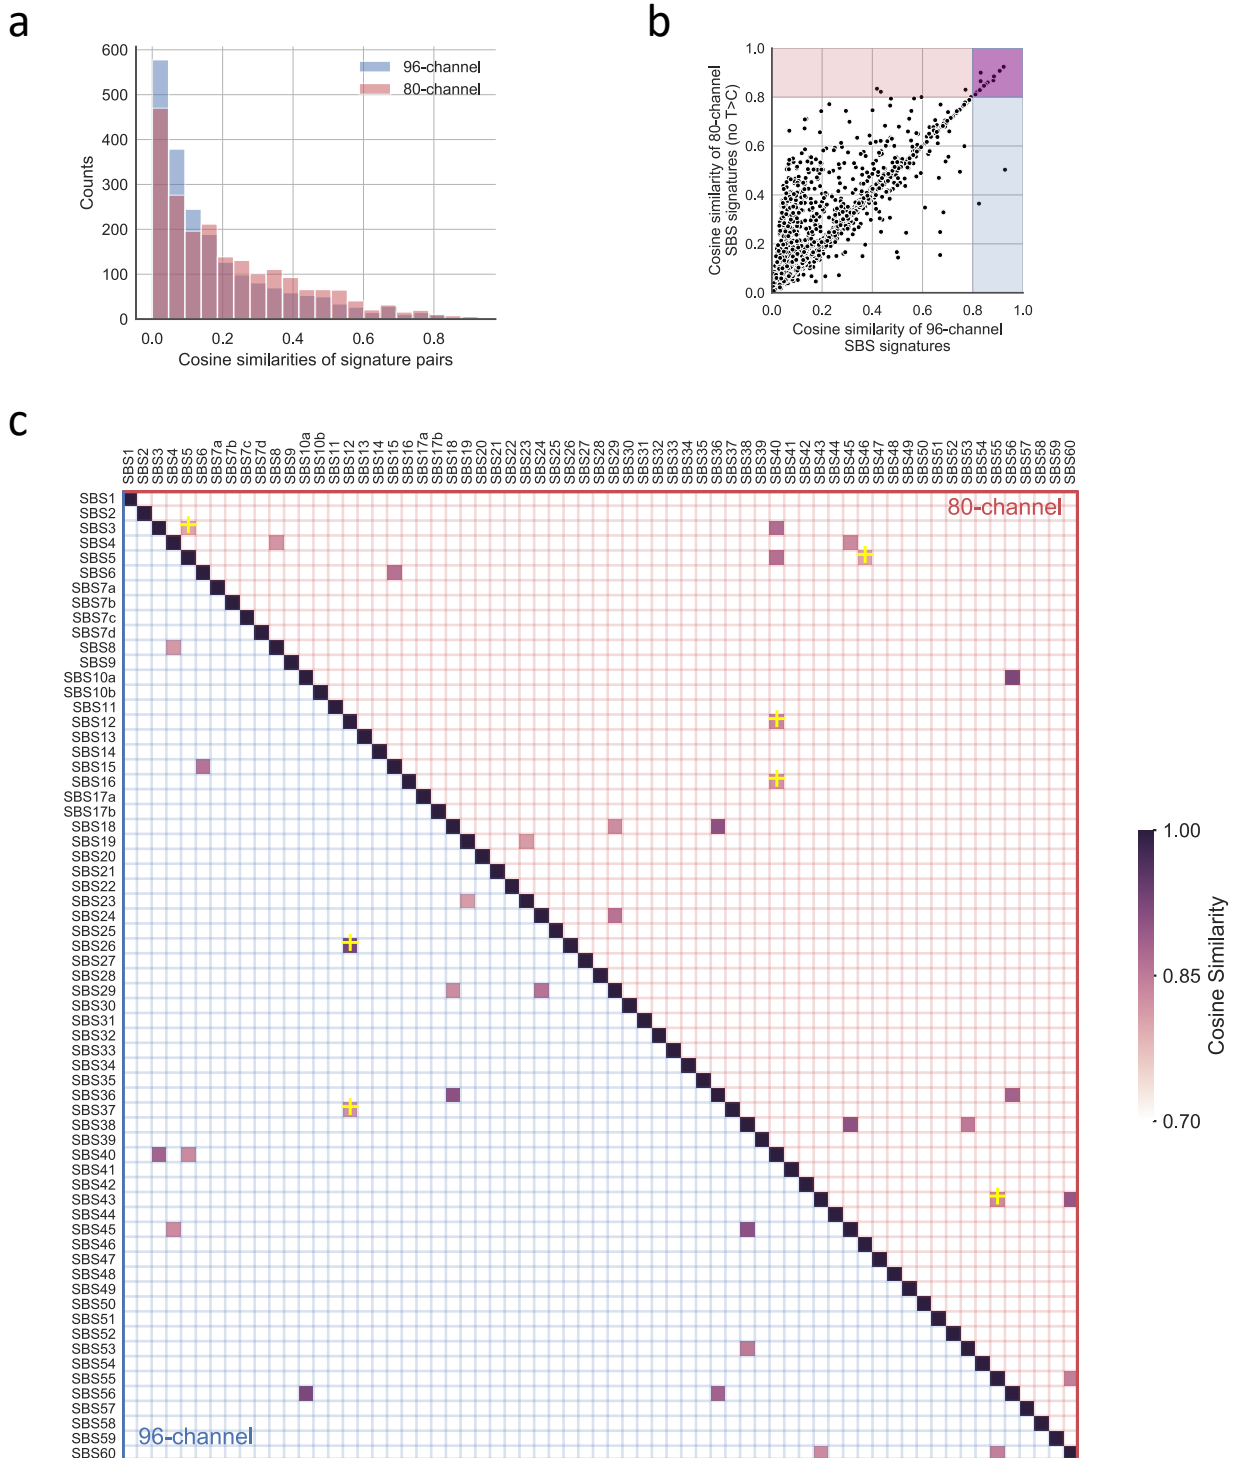 a
600
500
400
300
200
100
0
Counts
0.0 0.2 0.4 0.6 0.8
Cosine similarities of signature pairs
96-channel
80-channel
b
1.0
0.8
0.6
0.4
0.2
0.0
Cosine similarity of 80-channel
SBS signatures (no T>C)
0.0 0.2 0.4 0.6 0.8 1.0
Cosine similarity of 96-channel
SBS signatures
c
SBS1 SBS2 SBS3 SBS4 SBS5 SBS6 SBS7a SBS7b SBS7c SBS7d SBS8 SBS9 SBS10a SBS10b SBS11 SBS12 SBS13 SBS14 SBS15 SBS16 SBS17a SBS17b SBS18 SBS19 SBS20 SBS21 SBS22 SBS23 SBS24 SBS25 SBS26 SBS27 SBS28 SBS29 SBS30 SBS31 SBS32 SBS33 SBS34 SBS35 SBS36 SBS37 SBS38 SBS39 SBS40 SBS41 SBS42 SBS43 SBS44 SBS45 SBS46 SBS47 SBS48 SBS49 SBS50 SBS51 SBS52 SBS53 SBS54 SBS55 SBS56 SBS57 SBS58 SBS59 SBS60
80-channel
SBS1
SBS2
SBS3
SBS4
SBS5
SBS6
SBS7a
SBS7b
SBS7c
SBS7d
SBS8
SBS9
SBS10a
SBS10b
SBS11
SBS12
SBS13
SBS14
SBS15
SBS16
SBS17a
SBS17b
SBS18
SBS19
SBS20
SBS21
SBS22
SBS23
SBS24
SBS25
SBS26
SBS27
SBS28
SBS29
SBS30
SBS31
SBS32
SBS33
SBS34
SBS35
SBS36
SBS37
SBS38
SBS39
SBS40
SBS41
SBS42
SBS43
SBS44
SBS45
SBS46
SBS47
SBS48
SBS49
SBS50
SBS51
SBS52
SBS53
SBS54
SBS55
SBS56
SBS57
SBS58
SBS59
SBS60
96-channel
1.00
0.85
0.70
Cosine Similarity